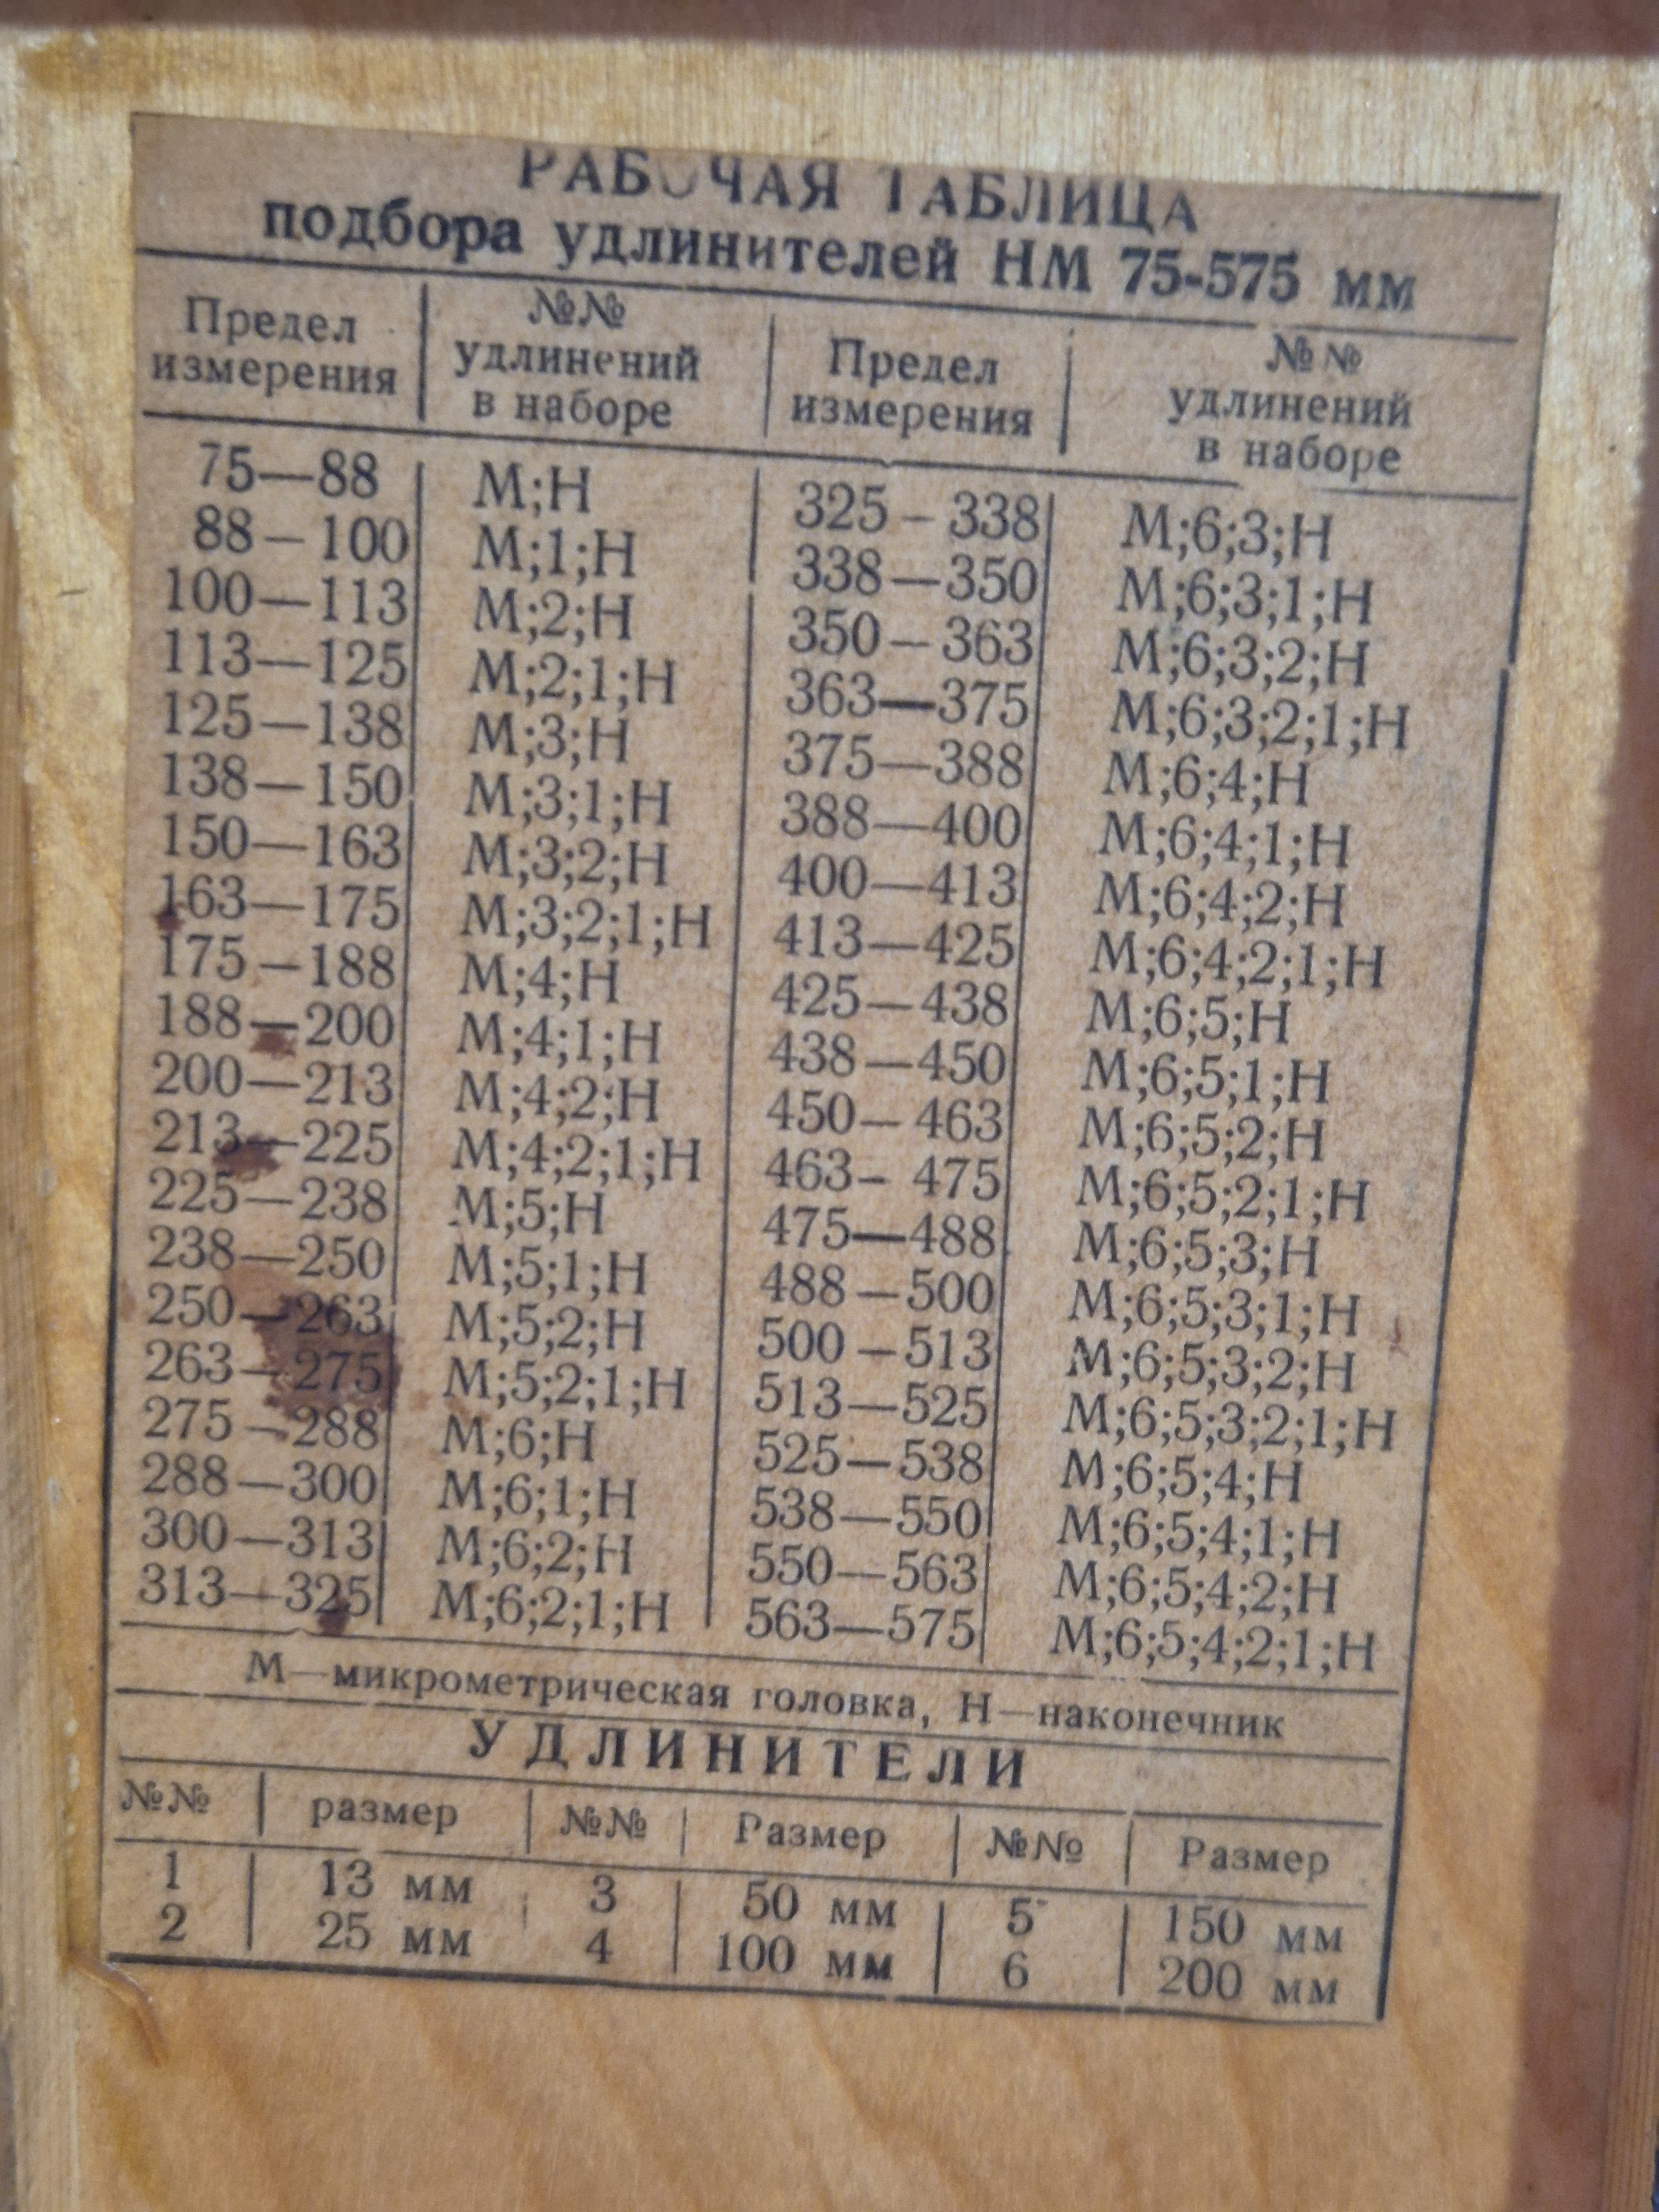 РАБОЧАЯ ТАБЛИЦА
подбора удлинителей НМ 75-575 мм
Предел измерения №№ удлинений в наборе Предел измерения №№ удлинений в наборе
75—88 М;Н 325–338 М;6;3;Н
88–100 М;1;Н 338—350 М;6;3;1;Н
100—113 М;2;Н 350–363 М;6;3;2;Н
113—125 М;2;1;Н 363—375 М;6;3;2;1;Н
125—138 М;3;Н 375—388 М;6;4;Н
138—150 М;3;1;Н 388—400 М;6;4;1;Н
150—163 М;3;2;Н 400—413 М;6;4;2;Н
163—175 М;3;2;1;Н 413—425 М;6;4;2;1;Н
175–188 М;4;Н 425—438 М;6;5;Н
188—200 М;4;1;Н 438—450 М;6;5;1;Н
200—213 М;4;2;Н 450–463 М;6;5;2;Н
213—225 М;4;2;1;Н 463–475 М;6;5;2;1;Н
225—238 М;5;Н 475—488 М;6;5;3;Н
238—250 М;5;1;Н 488—500 М;6;5;3;1;Н
250—263 М;5;2;Н 500—513 М;6;5;3;2;Н
263—275 М;5;2;1;Н 513—525 М;6;5;3;2;1;Н
275—288 М;6;Н 525—538 М;6;5;4;Н
288—300 М;6;1;Н 538—550 М;6;5;4;1;Н
300—313 М;6;2;Н 550—563 М;6;5;4;2;Н
313—325 М;6;2;1;Н 563—575 М;6;5;4;2;1;Н
М—микрометрическая головка, Н—наконечник
УДЛИНИТЕЛИ
№№ размер №№ Размер №№ Размер
1 13 мм 3 50 мм 5 150 мм
2 25 мм 4 100 мм 6 200 мм